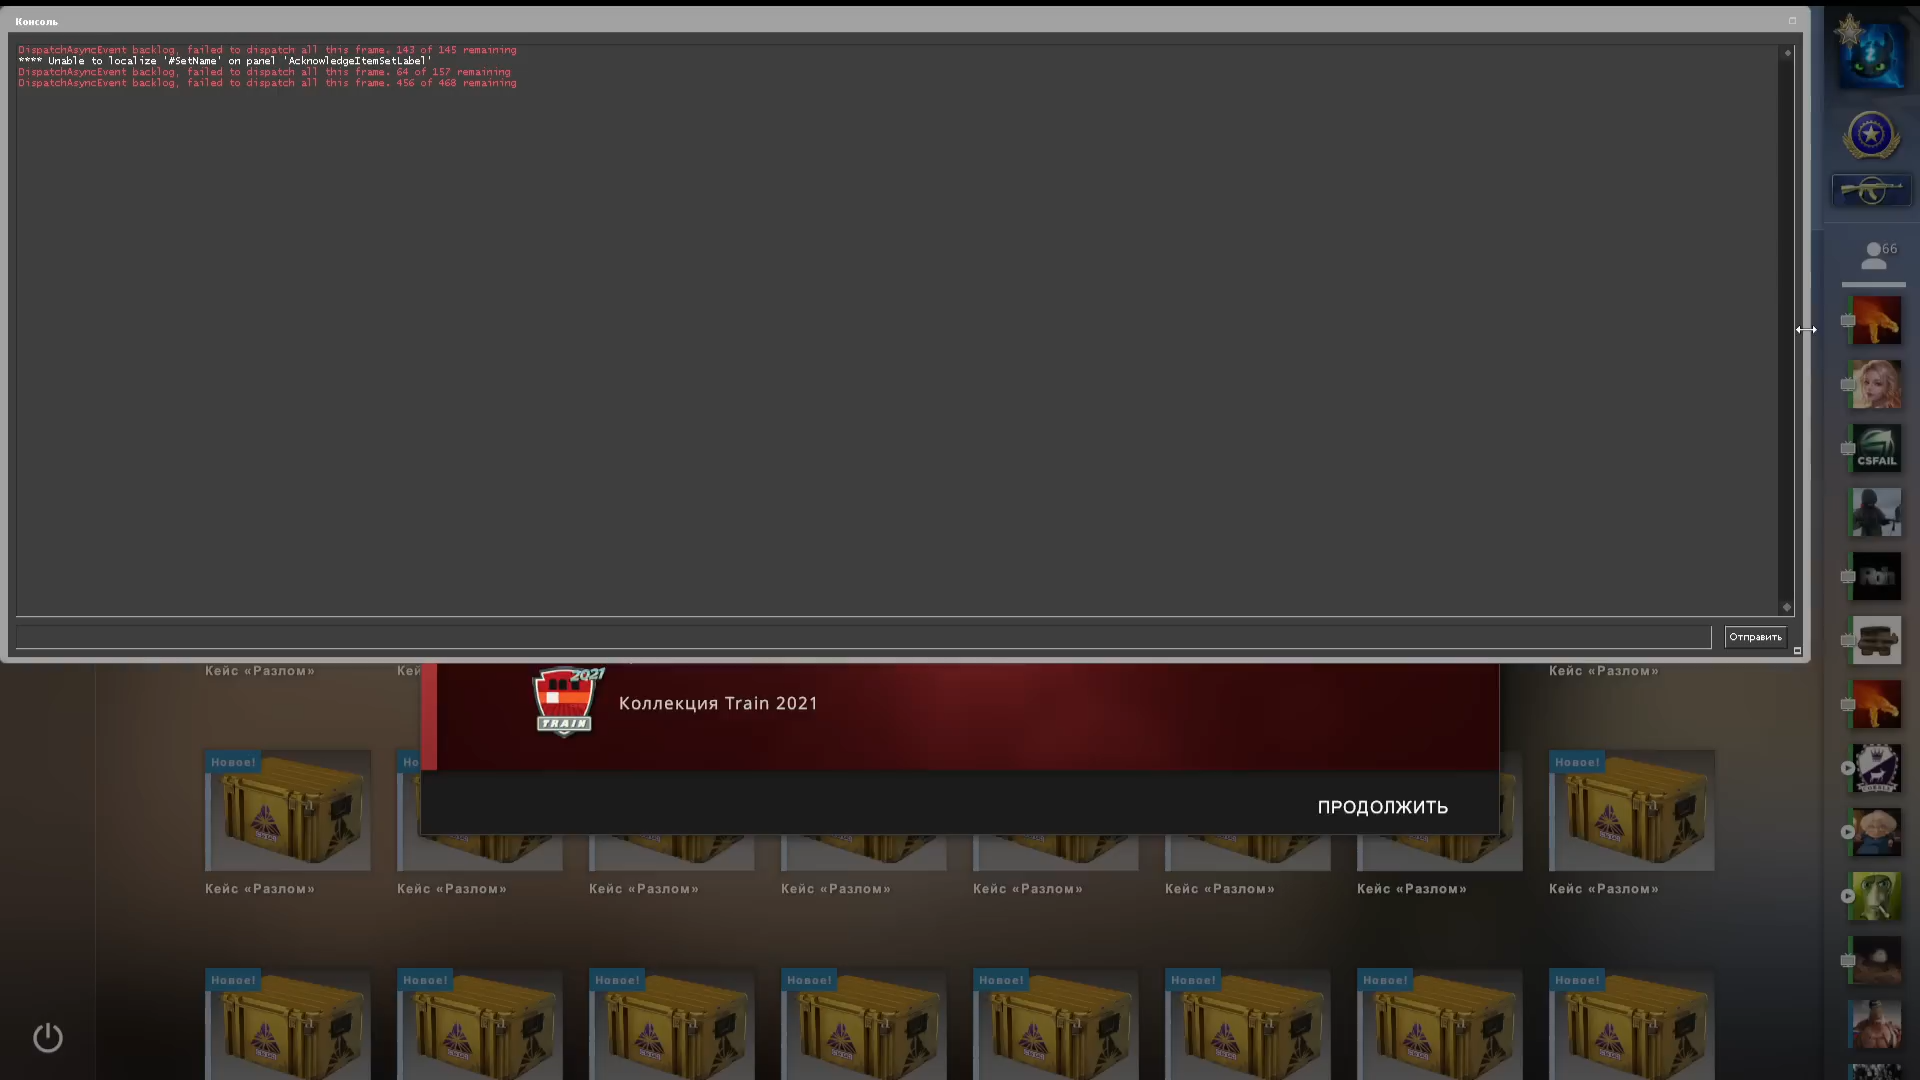 Консоль
DispatchAsyncEvent backlog, failed to dispatch all this frame. 143 of 145 remaining
**** Unable to localize '#SetName' on panel 'AcknowledgeItemSetLabel'
DispatchAsyncEvent backlog, failed to dispatch all this frame. 64 of 157 remaining
DispatchAsyncEvent backlog, failed to dispatch all this frame. 456 of 468 remaining
66
CSFAIL
Отправить
Кейс «Разлом» Кей Кейс «Разлом»
2021
TRAIN
Коллекция Train 2021
Новое! Но Новое!
ПРОДОЛЖИТЬ
Кейс «Разлом» Кейс «Разлом» Кейс «Разлом» Кейс «Разлом» Кейс «Разлом» Кейс «Разлом» Кейс «Разлом» Кейс «Разлом»
Новое! Новое! Новое! Новое! Новое! Новое! Новое! Новое!